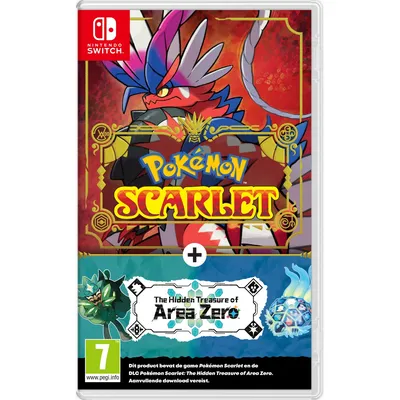 NINTENDO
SWITCH
POKéMON
SCARLET
+
The Hidden Treasure of
Area Zero
7
www.pegi.info
Dit product bevat de game Pokémon Scarlet en de
DLC Pokémon Scarlet: The Hidden Treasure of Area Zero.
Aanvullende download vereist.